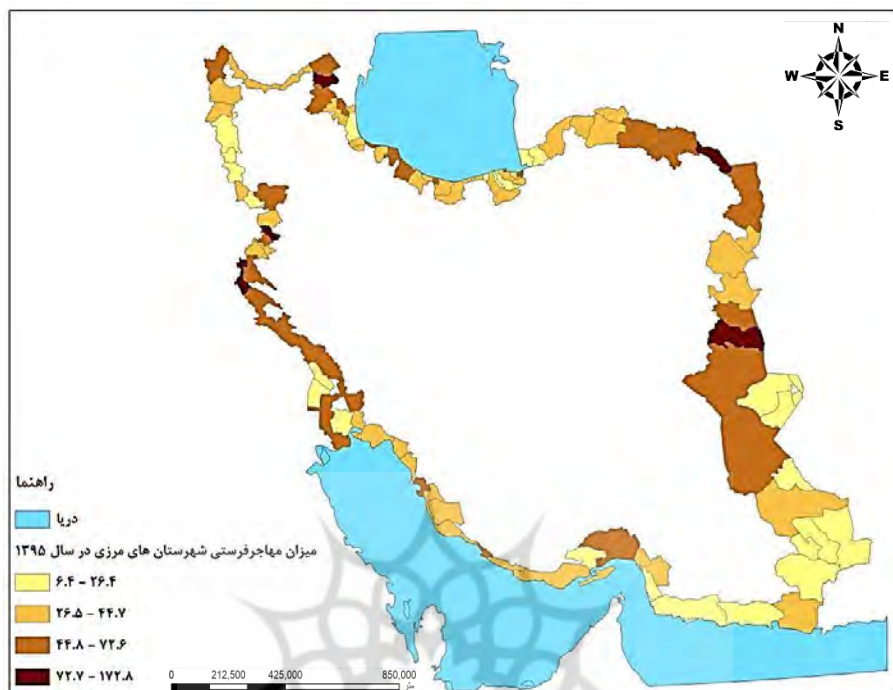 N
W E
S
راهنما
دریا
میزان مهاجرفرستی شهرستان های مرزی در سال ۱۳۹۵
۶.۴ - ۲۶.۴
۲۶.۵ - ۴۴.۷
۴۴.۸ - ۷۲.۶
۷۲.۷ - ۱۷۲.۸
0 212,500 425,000 850,000
متر